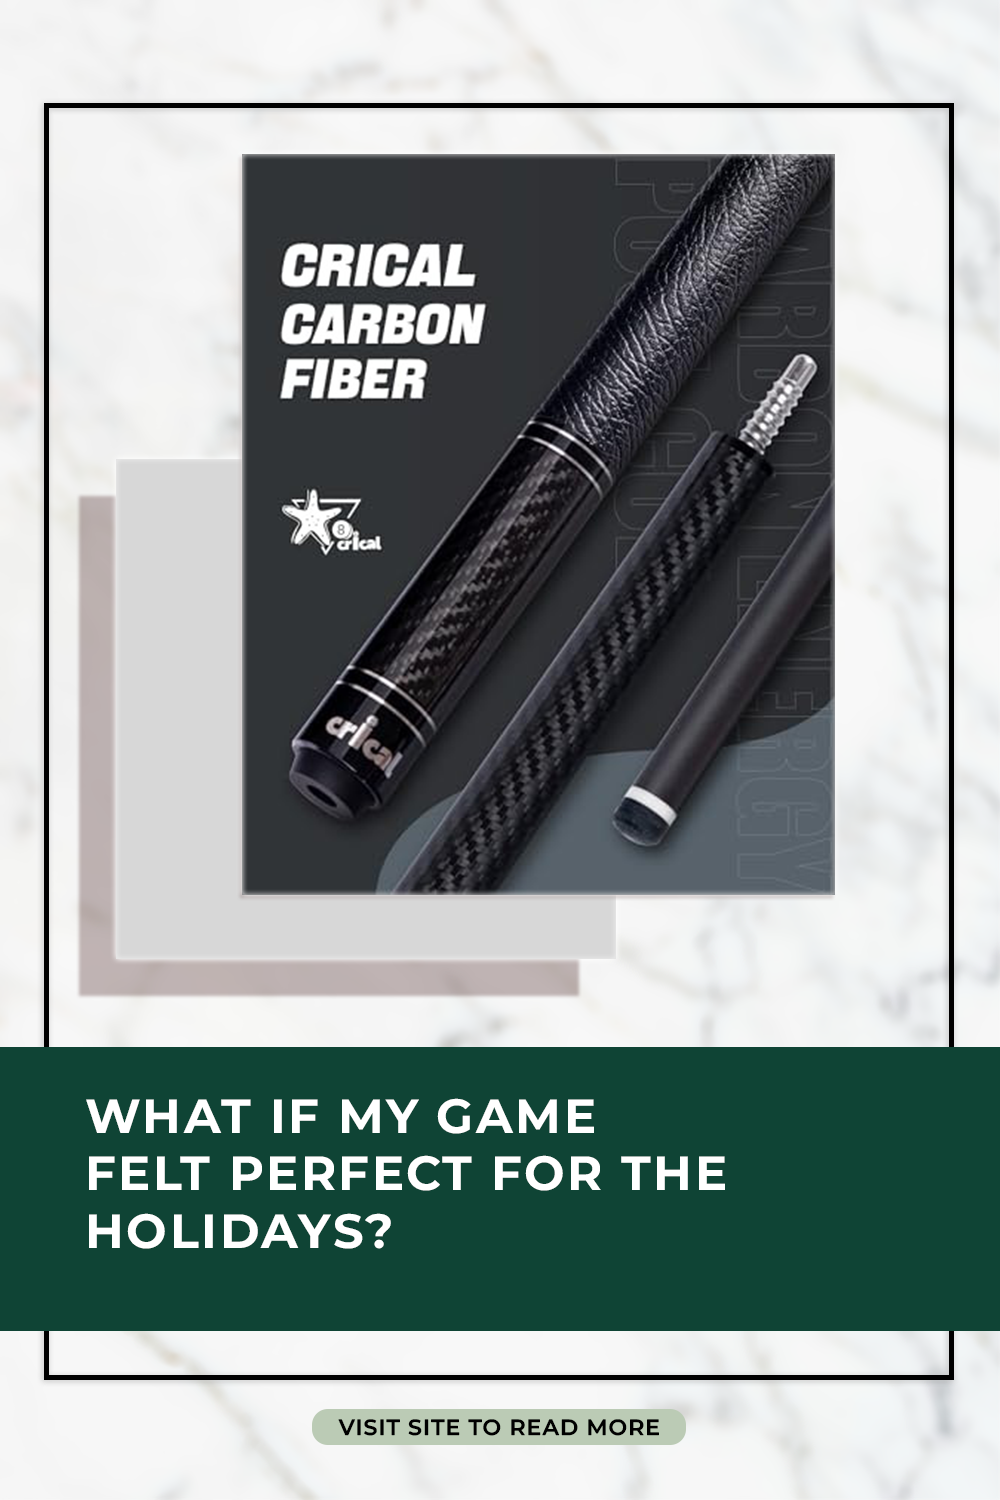 CRICAL
CARBON
FIBER
8
crical
crical
WHAT IF MY GAME
FELT PERFECT FOR THE
HOLIDAYS?
VISIT SITE TO READ MORE